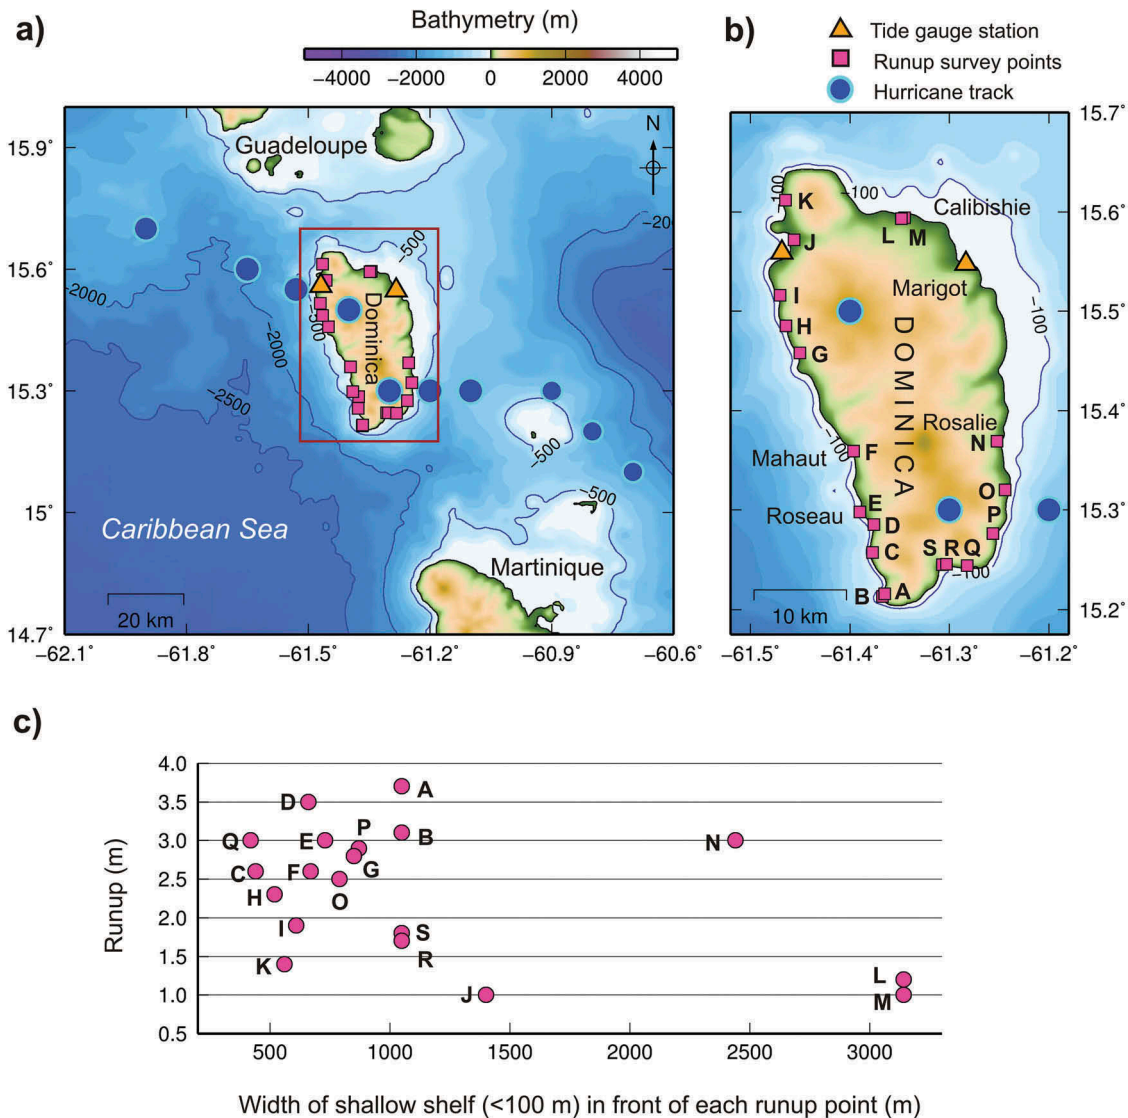 a)
Bathymetry (m)
−4000 −2000 0 2000 4000
b)
Tide gauge station
Runup survey points
Hurricane track
15.9˚
15.6˚
15.3˚
15˚
14.7˚
−62.1˚ −61.8˚ −61.5˚ −61.2˚ −60.9˚ −60.6˚
Guadeloupe
N
−20
−500
−2000
−500
−2000
−2500
Dominica
−500
−500
Caribbean Sea
Martinique
20 km
15.7˚
15.6˚
15.5˚
15.4˚
15.3˚
15.2˚
−61.5˚ −61.4˚ −61.3˚ −61.2˚
−100
−100
K
Calibishie
L M
J
Marigot
I
−100
H
G
DOMINICA
Rosalie
N
−100
Mahaut
F
O
E
P
Roseau
D
C
S R Q
−100
B A
10 km
c)
Runup (m)
4.0
3.5
3.0
2.5
2.0
1.5
1.0
0.5
A
D
P
B
Q E N
G
C F
H O
I S
R
K
L
J M
500 1000 1500 2000 2500 3000
Width of shallow shelf (<100 m) in front of each runup point (m)